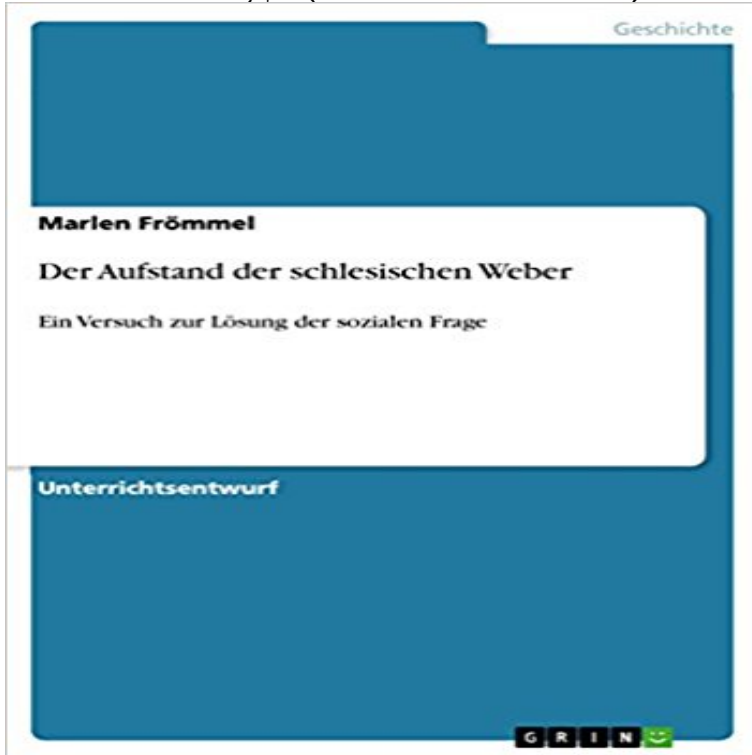 Geschichte
Marlen Frömmel
Der Aufstand der schlesischen Weber
Ein Versuch zur Lösung der sozialen Frage
Unterrichtsentwurf
GRIN